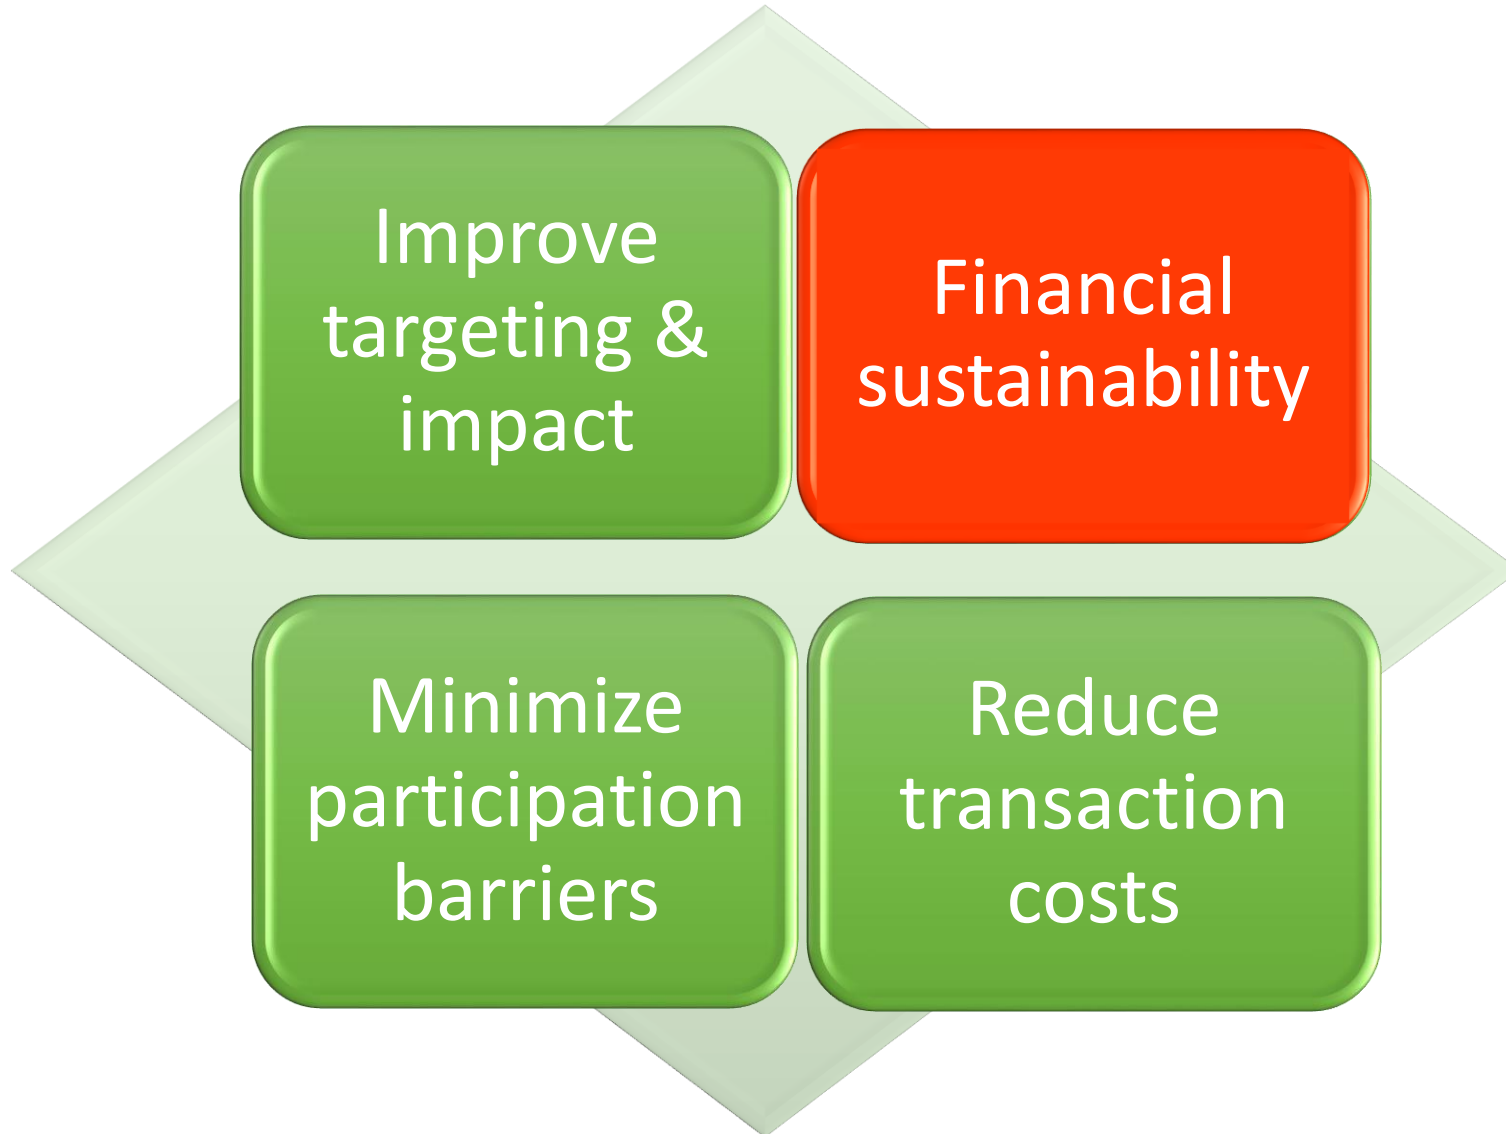 Improve
targeting &
impact
Financial
sustainability
Minimize
participation
barriers
Reduce
transaction
costs